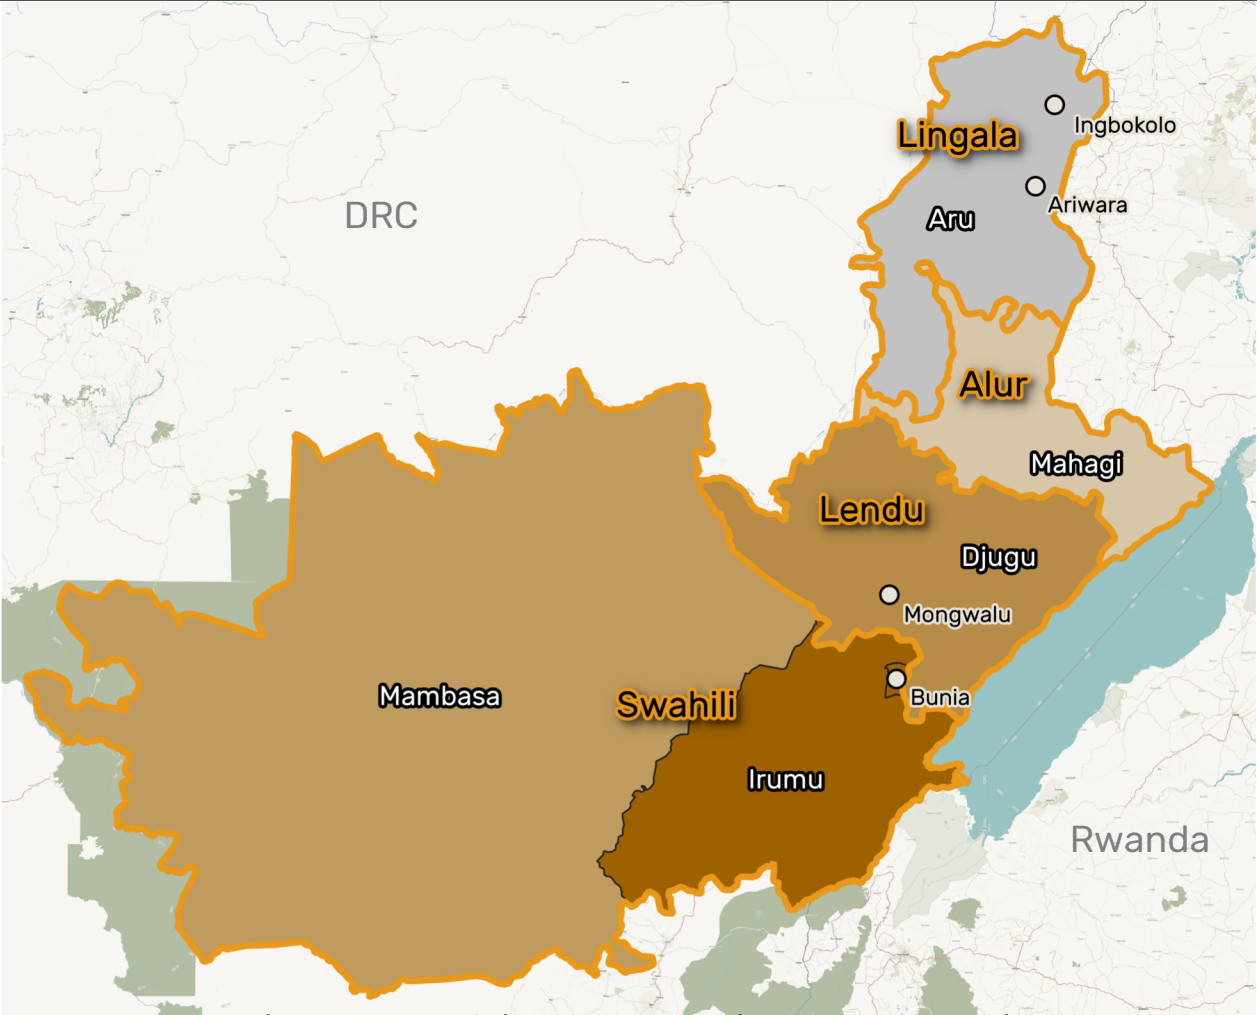 Ingbokolo
Lingala
Ariwara
DRC
Aru
Alur
Mahagi
Lendu
Djugu
Mongwalu
Mambasa
Swahili
Bunia
Irumu
Rwanda